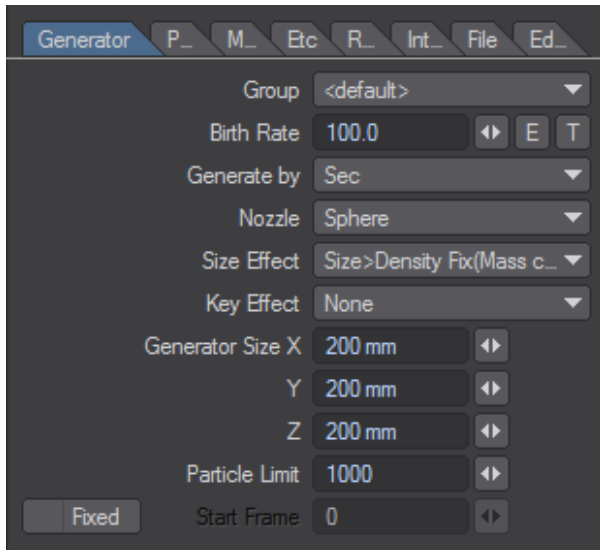 Generator P... M... Etc R... Int... File Ed...
Group <default>
Birth Rate 100.0 E T
Generate by Sec
Nozzle Sphere
Size Effect Size>Density Fix(Mass c...
Key Effect None
Generator Size X 200 mm
Y 200 mm
Z 200 mm
Particle Limit 1000
Fixed Start Frame 0